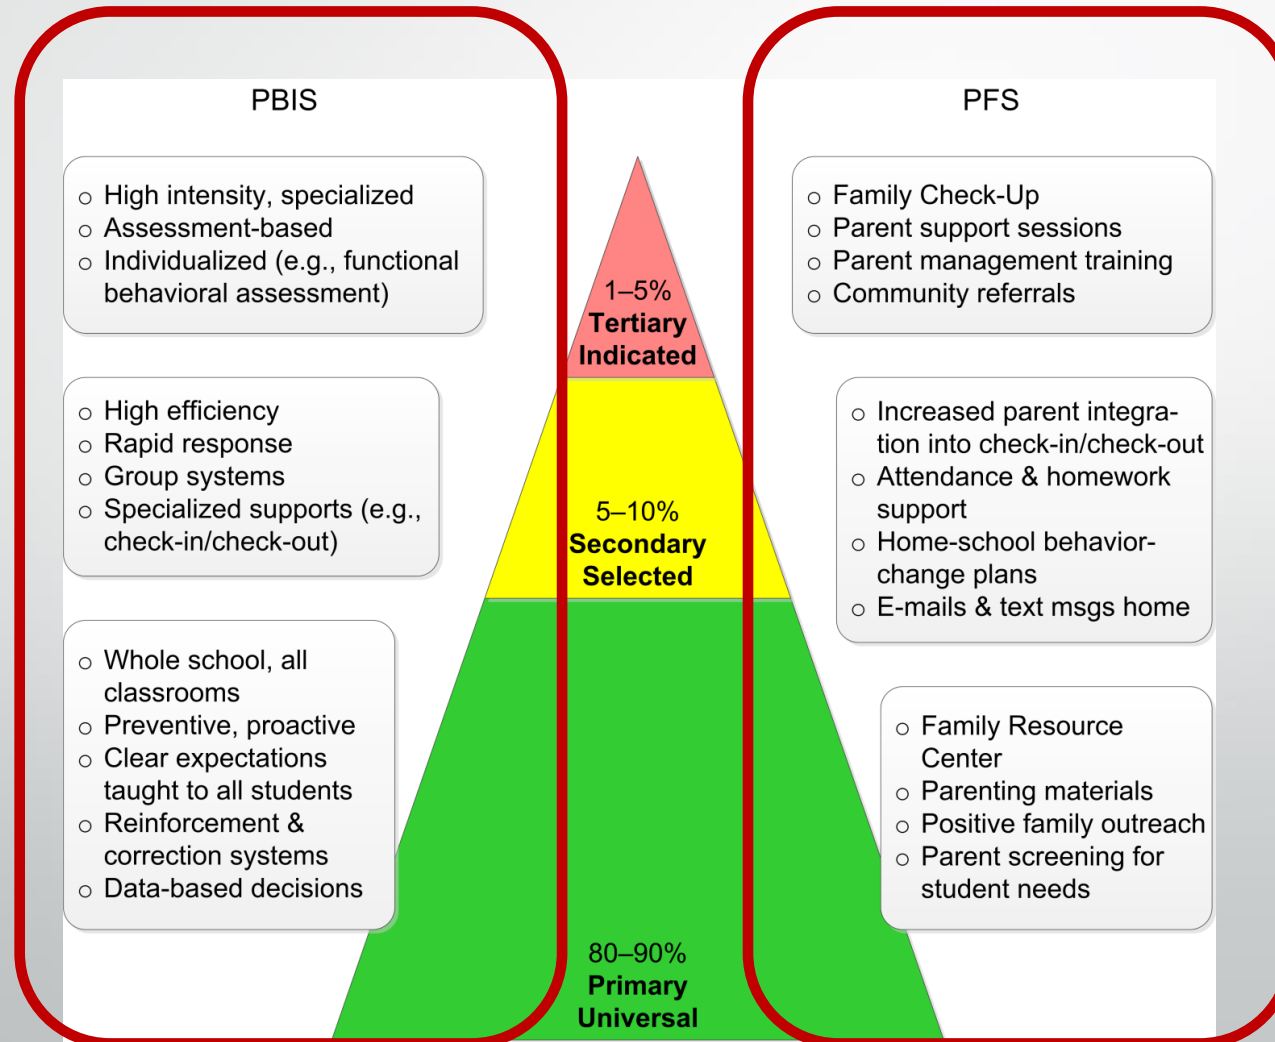 PBIS
○ High intensity, specialized
○ Assessment-based
○ Individualized (e.g., functional
behavioral assessment)
○ High efficiency
○ Rapid response
○ Group systems
○ Specialized supports (e.g.,
check-in/check-out)
○ Whole school, all
classrooms
○ Preventive, proactive
○ Clear expectations
taught to all students
○ Reinforcement &
correction systems
○ Data-based decisions
1–5%
Tertiary
Indicated
5–10%
Secondary
Selected
80–90%
Primary
Universal
PFS
○ Family Check-Up
○ Parent support sessions
○ Parent management training
○ Community referrals
○ Increased parent integra-
tion into check-in/check-out
○ Attendance & homework
support
○ Home-school behavior-
change plans
○ E-mails & text msgs home
○ Family Resource
Center
○ Parenting materials
○ Positive family outreach
○ Parent screening for
student needs